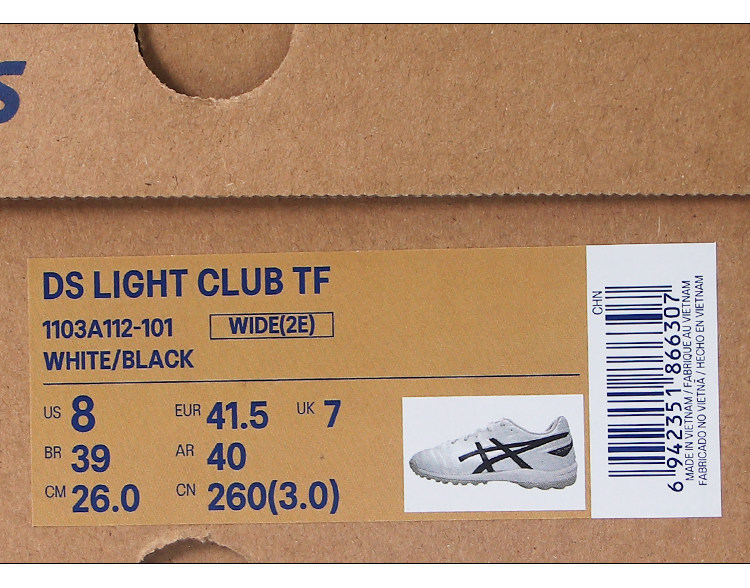 S
DS LIGHT CLUB TF
1103A112-101 WIDE(2E)
WHITE/BLACK
US 8 EUR 41.5 UK 7
BR 39 AR 40
CM 26.0 CN 260(3.0)
CHN
6 942351 866307
MADE IN VIETNAM / FABRIQUÉ AU VIETNAM
FABRICADO NO VIETNÃ / HECHO EN VIETNAM